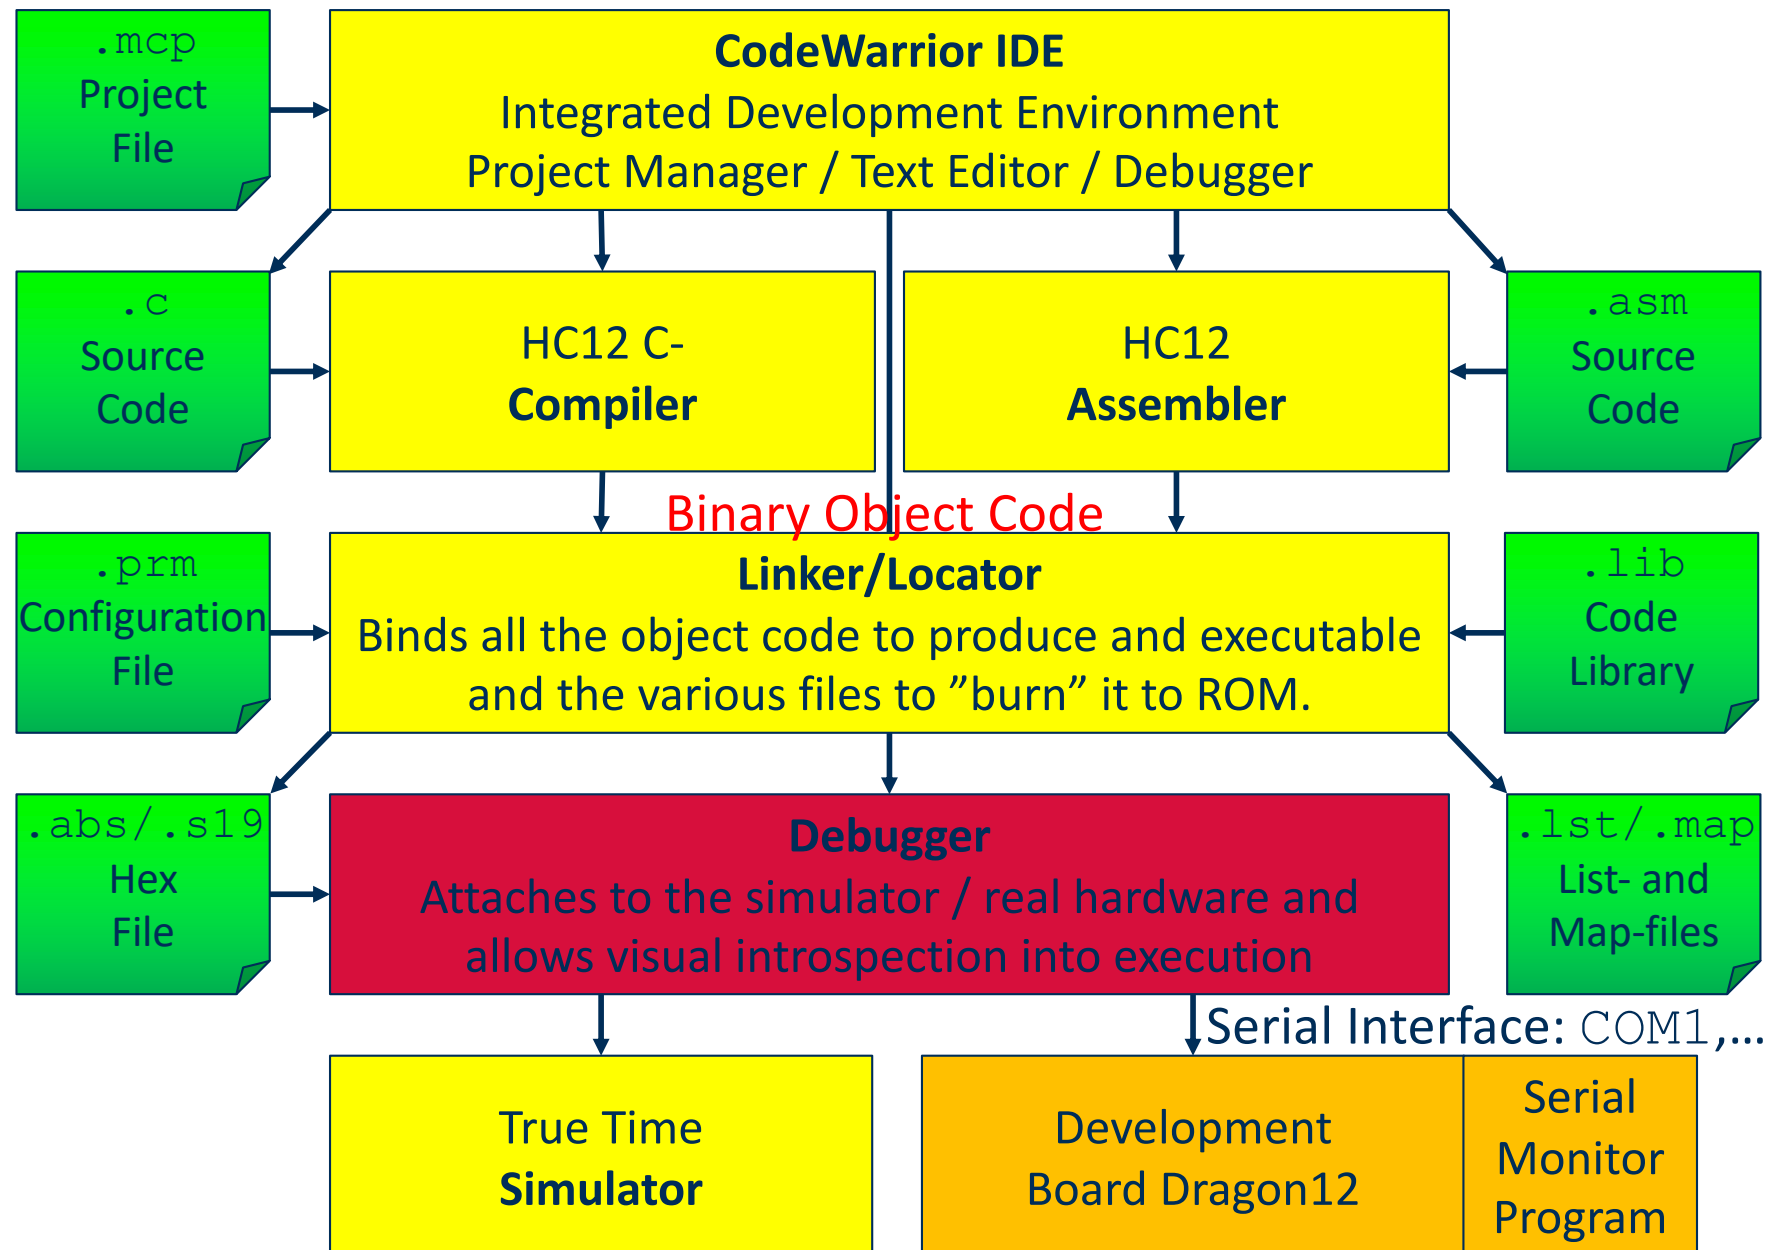 .mcp
Project
File
CodeWarrior IDE
Integrated Development Environment
Project Manager / Text Editor / Debugger
.c
Source
Code
HC12 C-
Compiler
HC12
Assembler
.asm
Source
Code
Binary Object Code
.prm
Configuration
File
Linker/Locator
Binds all the object code to produce and executable
and the various files to ”burn” it to ROM.
.lib
Code
Library
.abs/.s19
Hex
File
Debugger
Attaches to the simulator / real hardware and
allows visual introspection into execution
.lst/.map
List- and
Map-files
Serial Interface: COM1,…
True Time
Simulator
Development
Board Dragon12
Serial
Monitor
Program